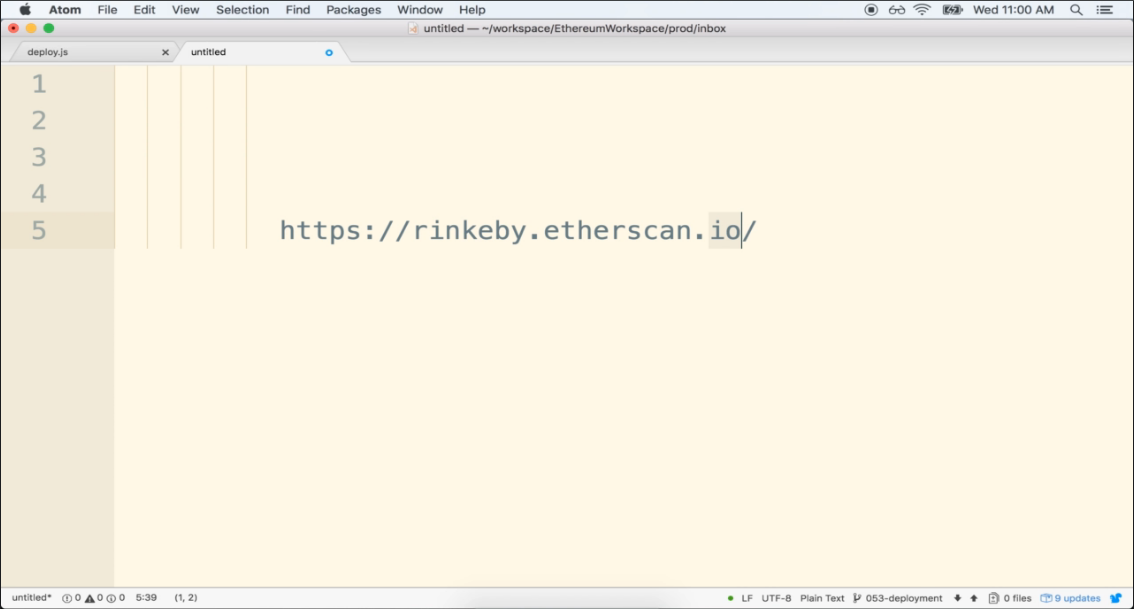 Atom File Edit View Selection Find Packages Window Help Wed 11:00 AM
untitled — ~/workspace/EthereumWorkspace/prod/inbox
deploy.js untitled
1
2
3
4
5 https://rinkeby.etherscan.io/
untitled* 0 0 0 5:39 (1, 2) LF UTF-8 Plain Text 053-deployment 0 files 9 updates